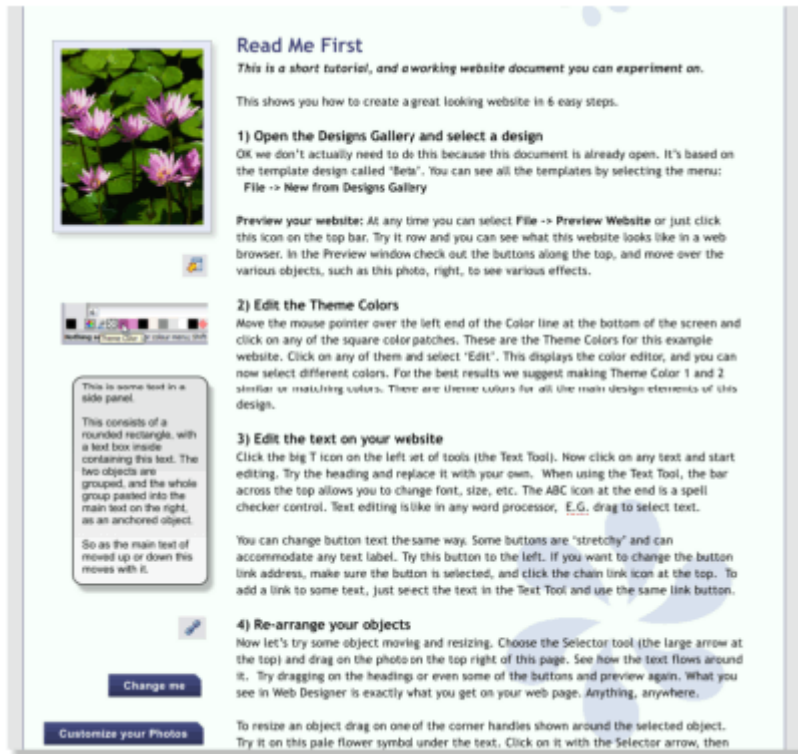 Read Me First
This is a short tutorial, and a working website document you can experiment on.
This shows you how to create a great looking website in 6 easy steps.
1) Open the Designs Gallery and select a design
OK we don't actually need to do this because this document is already open. It's based on
the template design called "Beta". You can see all the templates by selecting the menu:
File -> New from Designs Gallery
Preview your website: At any time you can select File -> Preview Website or just click
this icon on the top bar. Try it row and you can see what this website looks like in a web
browser. In the Preview window check out the buttons along the top, and move over the
various objects, such as this photo, right, to see various effects.
2) Edit the Theme Colors
Move the mouse pointer over the left end of the Color line at the bottom of the screen and
click on any of the square color patches. These are the Theme Colors for this example
website. Click on any of them and select "Edit". This displays the color editor, and you can
now select different colors. For the best results we suggest making Theme Color 1 and 2
similar or matching colors. There are theme colors for all the main design elements of this
design.
3) Edit the text on your website
Click the big T icon on the left set of tools (the Text Tool). Now click on any text and start
editing. Try the heading and replace it with your own. When using the Text Tool, the bar
across the top allows you to change font, size, etc. The ABC icon at the end is a spell
checker control. Text editing is like in any word processor, E.G. drag to select text.
You can change button text the same way. Some buttons are "stretchy" and can
accommodate any text label. Try this button to the left. If you want to change the button
link address, make sure the button is selected, and click the chain link icon at the top. To
add a link to some text, just select the text in the Text Tool and use the same link button.
4) Re-arrange your objects
Now let's try some object moving and resizing. Choose the Selector tool (the large arrow at
the top) and drag on the photo on the top right of this page. See how the text flows around
it. Try dragging on the headings or even some of the buttons and preview again. What you
see in Web Designer is exactly what you get on your web page. Anything, anywhere.
To resize an object drag on one of the corner handles shown around the selected object.
Try it on this pale flower symbol under the text. Click on it with the Selector arrow, then
Nothing Theme Color 1 or colour menu Shift
This is some text in a
side panel
This consists of a
rounded rectangle, with
a text box inside
containing this text. The
two objects are
grouped, and the whole
group pasted into the
main text on the right,
as an anchored object.
So as the main text of
moved up or down this
moves with it.
Change me
Customize your Photos